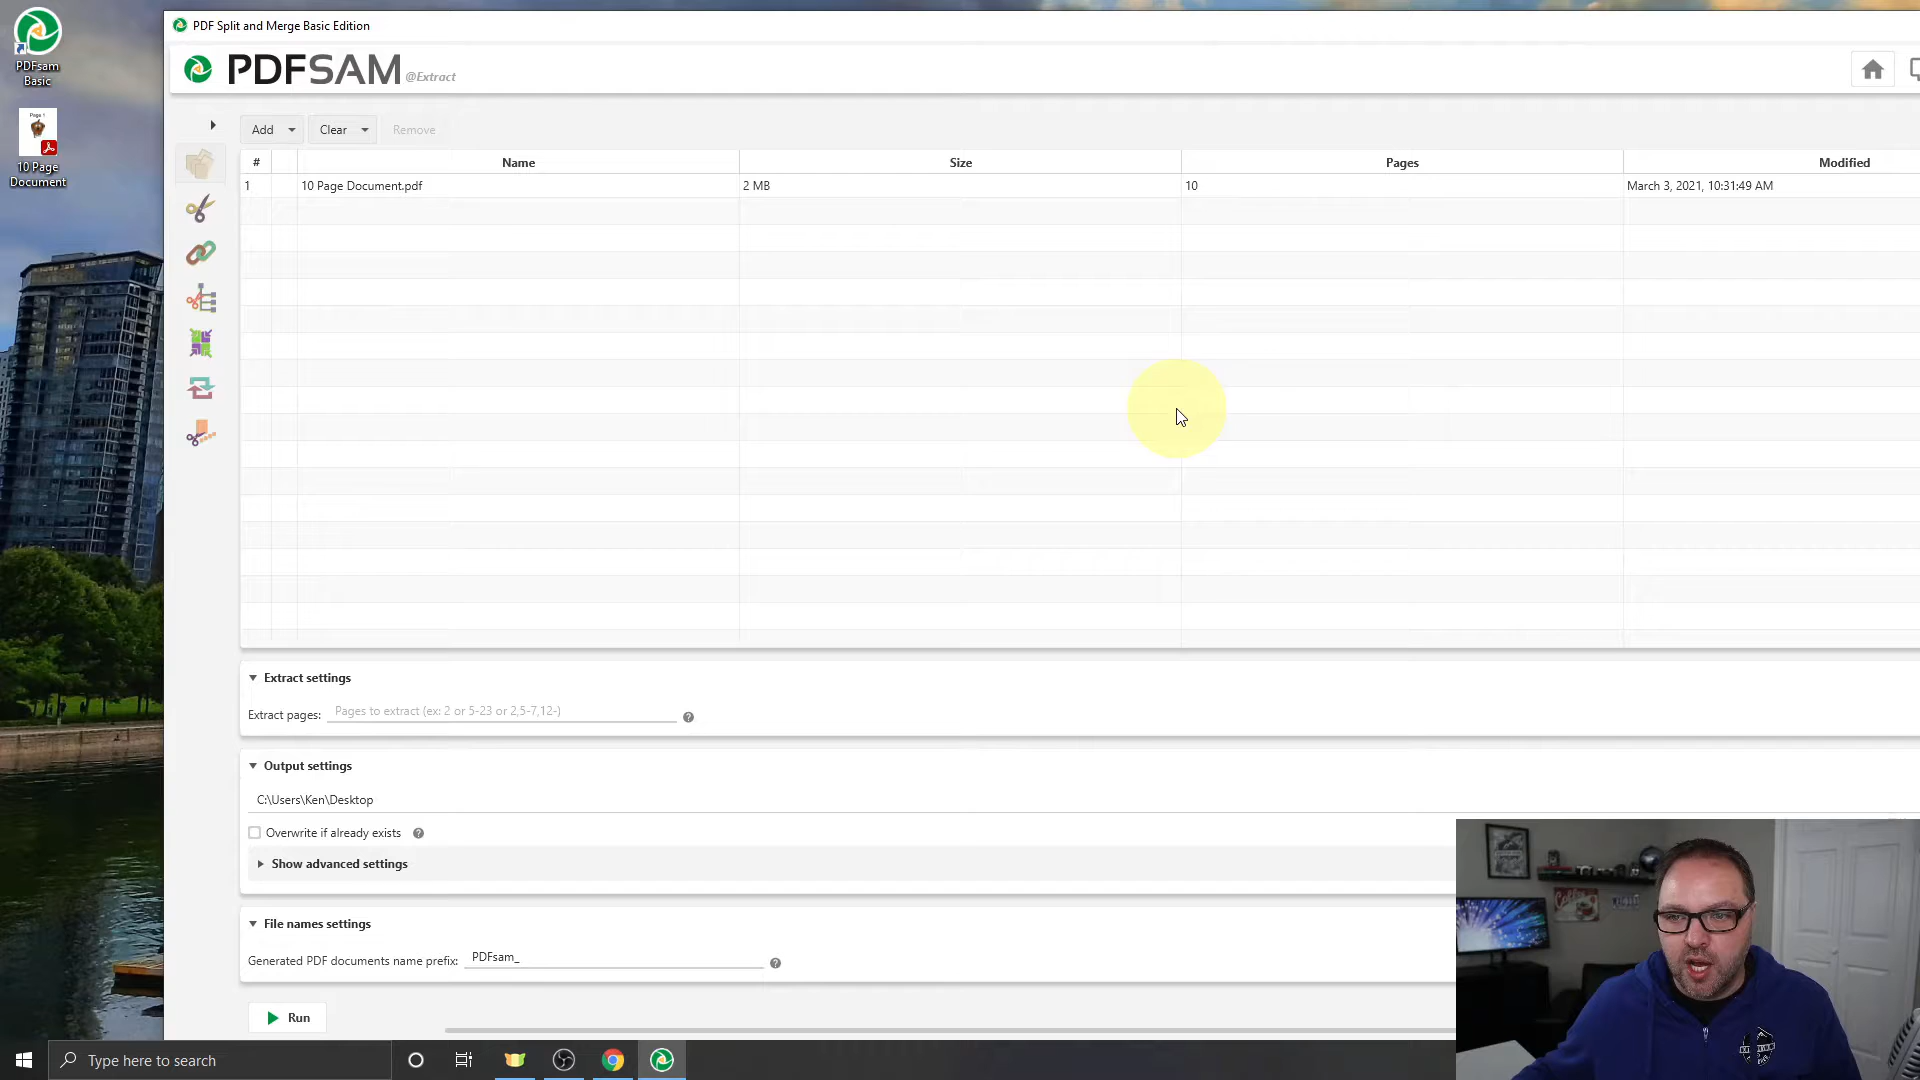 PDF Split and Merge Basic Edition
PDFSAM @Extract
PDFsam
Basic
Page 1
10 Page
Document
Add
Clear
Remove
# Name Size Pages Modified
1 10 Page Document.pdf 2 MB 10 March 3, 2021, 10:31:49 AM
Extract settings
Extract pages: Pages to extract (ex: 2 or 5-23 or 2,5-7,12-)
Output settings
C:\Users\Ken\Desktop
Overwrite if already exists
Show advanced settings
File names settings
Generated PDF documents name prefix: PDFsam_
Run
Type here to search
Coffee